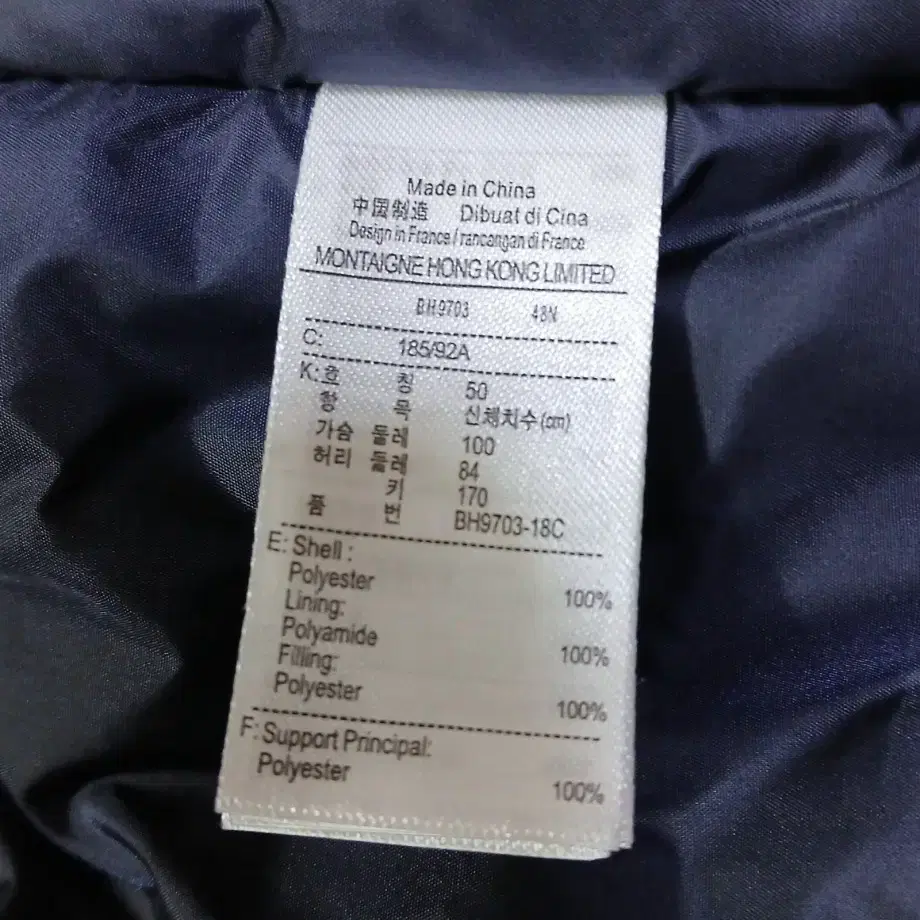 Made in China
中国制造 Dibuat di Cina
Design in France / rancangan di France
MONTAIGNE HONG KONG LIMITED
BH9703 48N
C: 185/92A
K: 호 칭 50
항 목 신체치수(cm)
가슴 둘레 100
허리 둘레 84
키 170
품 번 BH9703-18C
E: Shell :
Polyester 100%
Lining:
Polyamide 100%
Filling:
Polyester 100%
F: Support Principal:
Polyester 100%